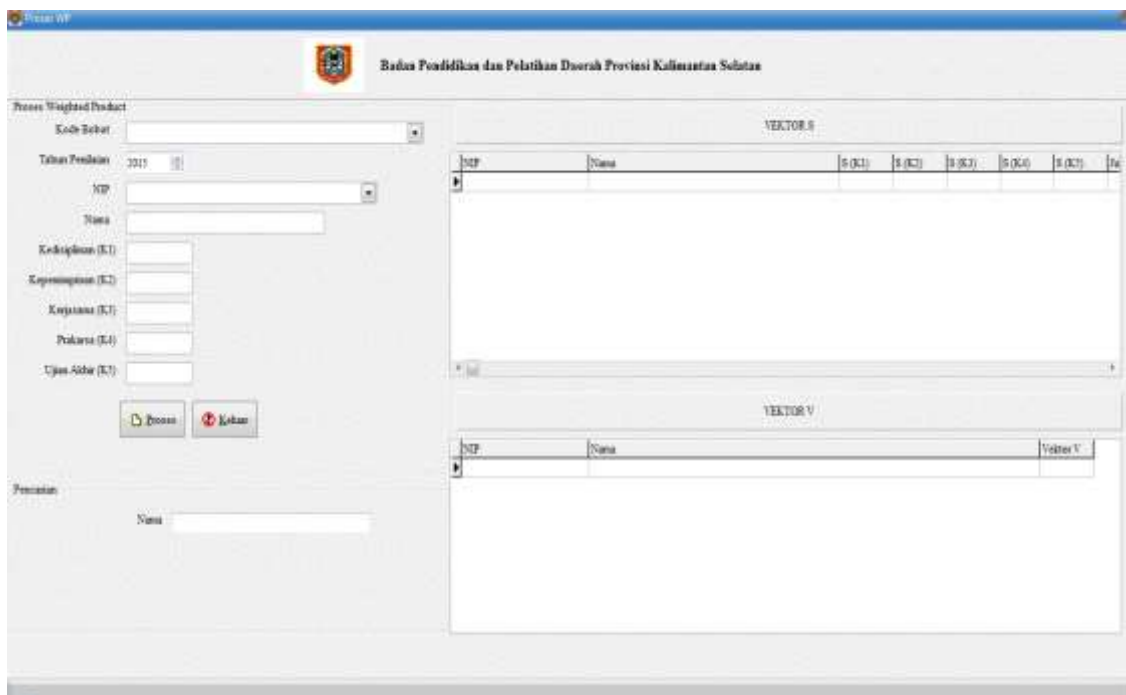 Proses WP
Badan Pendidikan dan Pelatihan Daerah Provinsi Kalimantan Selatan
Proses Weighted Product
Kode Bobot
Tahun Penilaian 2015
NIP
Nama
Kedisiplinan (K1)
Kepemimpinan (K2)
Kerjasama (K3)
Prakarsa (K4)
Ujian Akhir (K5)
Proses Keluar
Pencarian
Nama
VEKTOR S
NIP Nama S (K1) S (K2) S (K3) S (K4) S (K5)
VEKTOR V
NIP Nama Vektor V